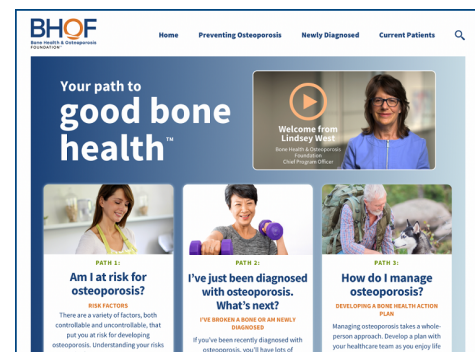 BHOF
Bone Health & Osteoporosis
FOUNDATION™
Home Preventing Osteoporosis Newly Diagnosed Current Patients
Your path to
good bone
health™
Welcome from
Lindsey West
Bone Health & Osteoporosis
Foundation
Chief Program Officer
PATH 1:
Am I at risk for
osteoporosis?
RISK FACTORS
There are a variety of factors, both
controllable and uncontrollable, that
put you at risk for developing
osteoporosis. Understanding your risks
PATH 2:
I've just been diagnosed
with osteoporosis.
What's next?
I'VE BROKEN A BONE OR AM NEWLY
DIAGNOSED
If you've been recently diagnosed with
osteoporosis, you'll have lots of
PATH 3:
How do I manage
osteoporosis?
DEVELOPING A BONE HEALTH ACTION
PLAN
Managing osteoporosis takes a whole-
person approach. Develop a plan with
your healthcare team as you enjoy life